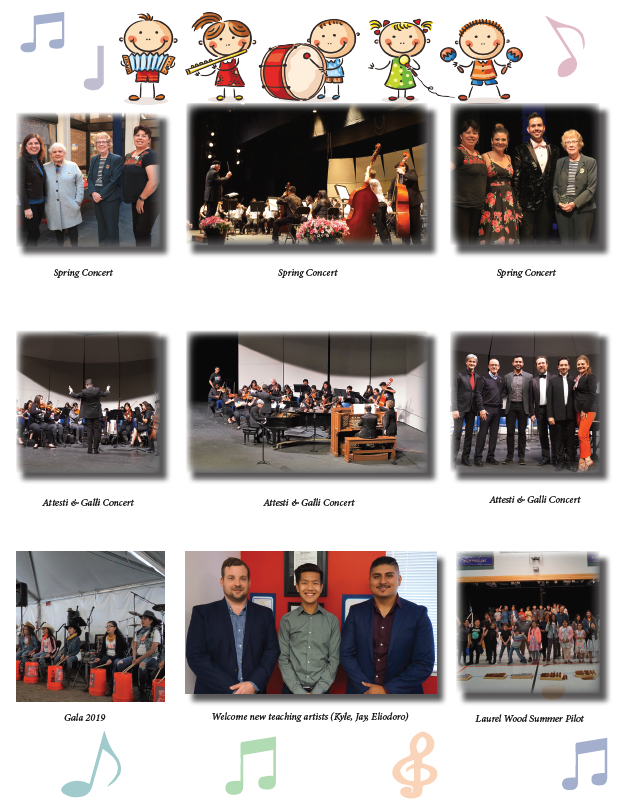 Spring Concert
Spring Concert
Spring Concert
Attesti & Galli Concert
Attesti & Galli Concert
Attesti & Galli Concert
Gala 2019
Welcome new teaching artists (Kyle, Jay, Eliodoro)
Laurel Wood Summer Pilot